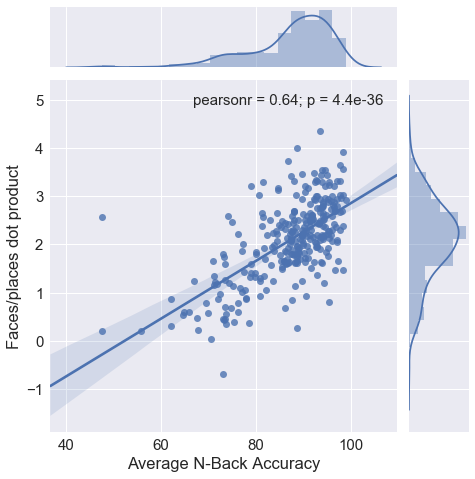 pearsonr = 0.64; p = 4.4e-36
5
4
3
2
1
0
−1
Faces/places dot product
40 60 80 100
Average N-Back Accuracy